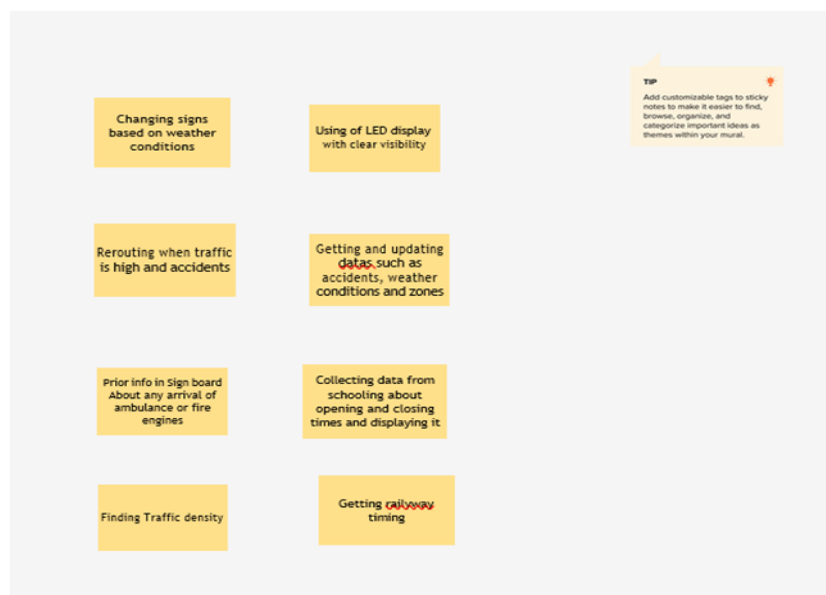 Changing signs
based on weather
conditions
Using of LED display
with clear visibility
TIP
Add customizable tags to sticky
notes to make it easier to find,
browse, organize, and
categorize important ideas as
themes within your mural.
Rerouting when traffic
is high and accidents
Getting and updating
datas such as
accidents, weather
conditions and zones
Prior info in Sign board
About any arrival of
ambulance or fire
engines
Collecting data from
schooling about
opening and closing
times and displaying it
Finding Traffic density
Getting railyway
timing